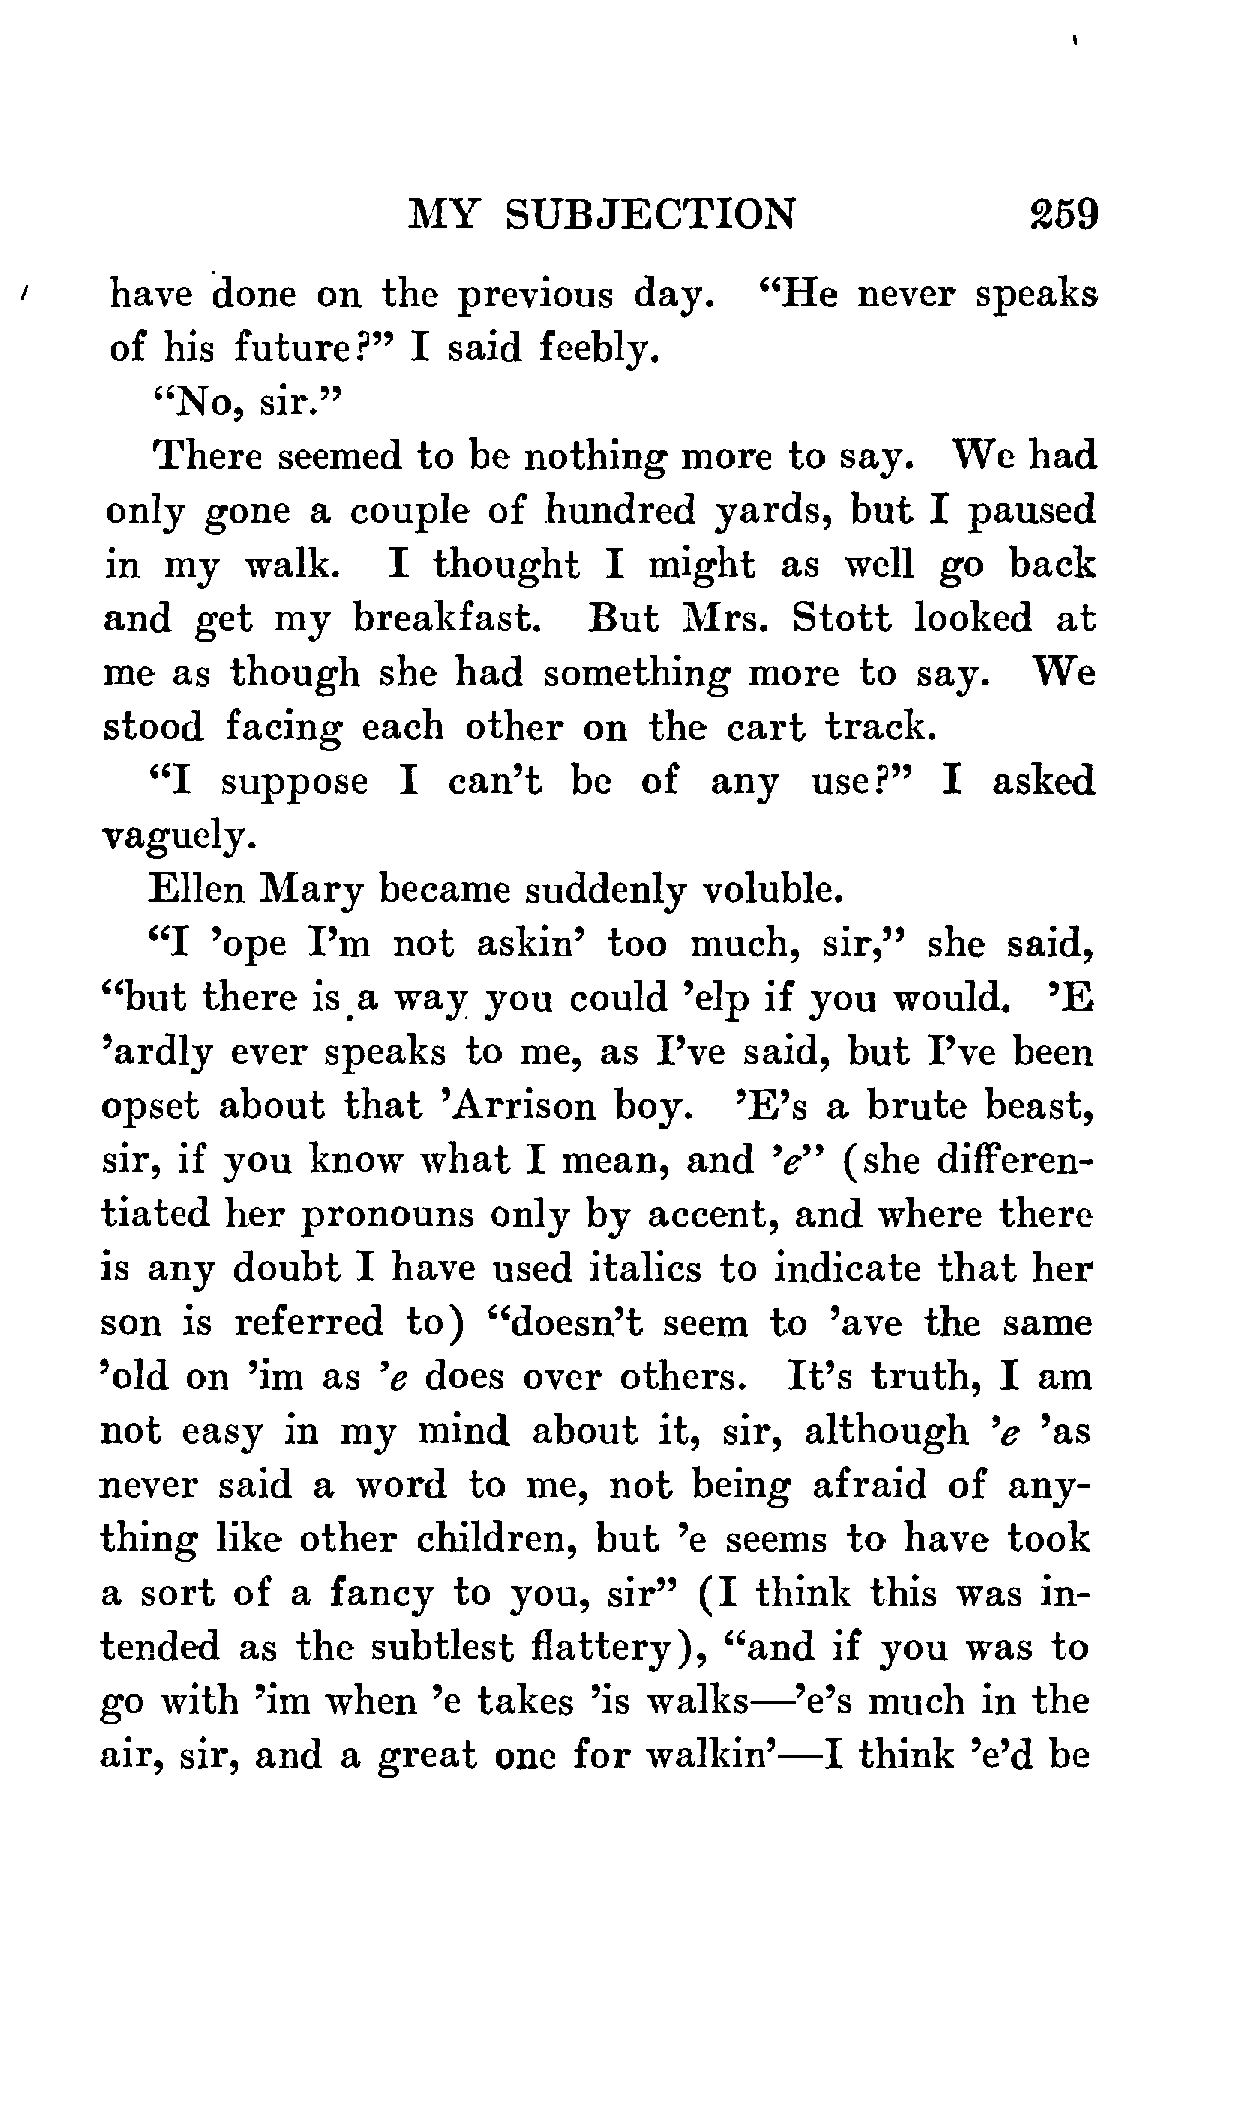 MY SUBJECTION 259
have done on the previous day. “He never speaks
of his future?” I said feebly.
“No, sir.”
There seemed to be nothing more to say. We had
only gone a couple of hundred yards, but I paused
in my walk. I thought I might as well go back
and get my breakfast. But Mrs. Stott looked at
me as though she had something more to say. We
stood facing each other on the cart track.
“I suppose I can’t be of any use?” I asked
vaguely.
Ellen Mary became suddenly voluble.
“I ’ope I’m not askin’ too much, sir,” she said,
“but there is a way you could ’elp if you would. ’E
’ardly ever speaks to me, as I’ve said, but I’ve been
opset about that ’Arrison boy. ’E’s a brute beast,
sir, if you know what I mean, and ’e” (she differen-
tiated her pronouns only by accent, and where there
is any doubt I have used italics to indicate that her
son is referred to) “doesn’t seem to ’ave the same
’old on ’im as ’e does over others. It’s truth, I am
not easy in my mind about it, sir, although ’e ’as
never said a word to me, not being afraid of any-
thing like other children, but ’e seems to have took
a sort of a fancy to you, sir” (I think this was in-
tended as the subtlest flattery), “and if you was to
go with ’im when ’e takes ’is walks—’e’s much in the
air, sir, and a great one for walkin’—I think ’e’d be